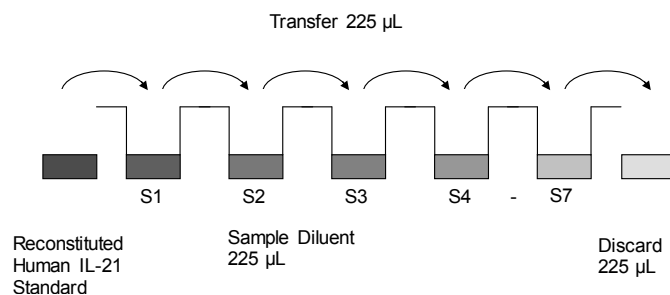 Transfer 225 µL
S1 S2 S3 S4 - S7
Reconstituted
Human IL-21
Standard
Sample Diluent
225 µL
Discard
225 µL